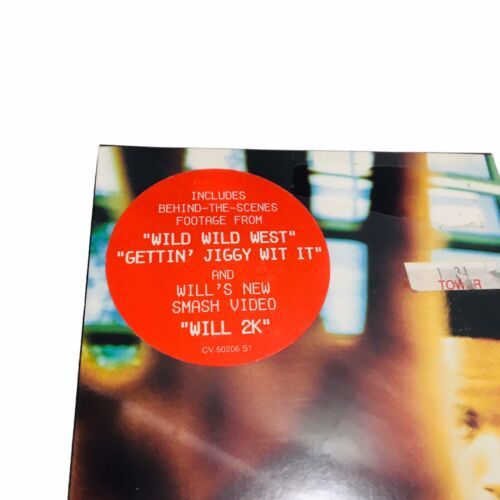 INCLUDES
BEHIND-THE-SCENES
FOOTAGE FROM
"WILD WILD WEST"
"GETTIN' JIGGY WIT IT"
AND
WILL'S NEW
SMASH VIDEO
"WILL 2K"
CV 50206 S1